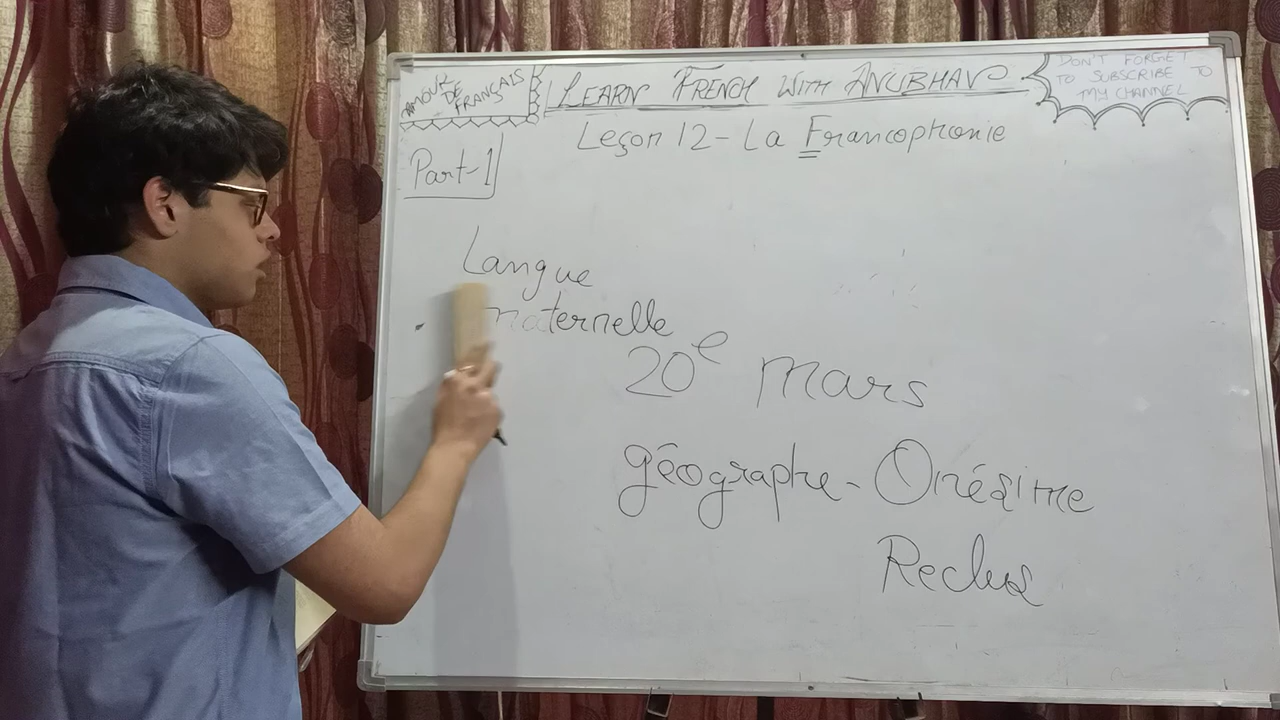 AMOUR
DE
FRANÇAIS
LEARN FRENCH WITH ANUBHAV
DON'T FORGET
TO SUBSCRIBE TO
MY CHANNEL
Leçon 12 - La Francophonie
Part-1
Langue
maternelle
20e mars
géographe - Onésime
Reclus